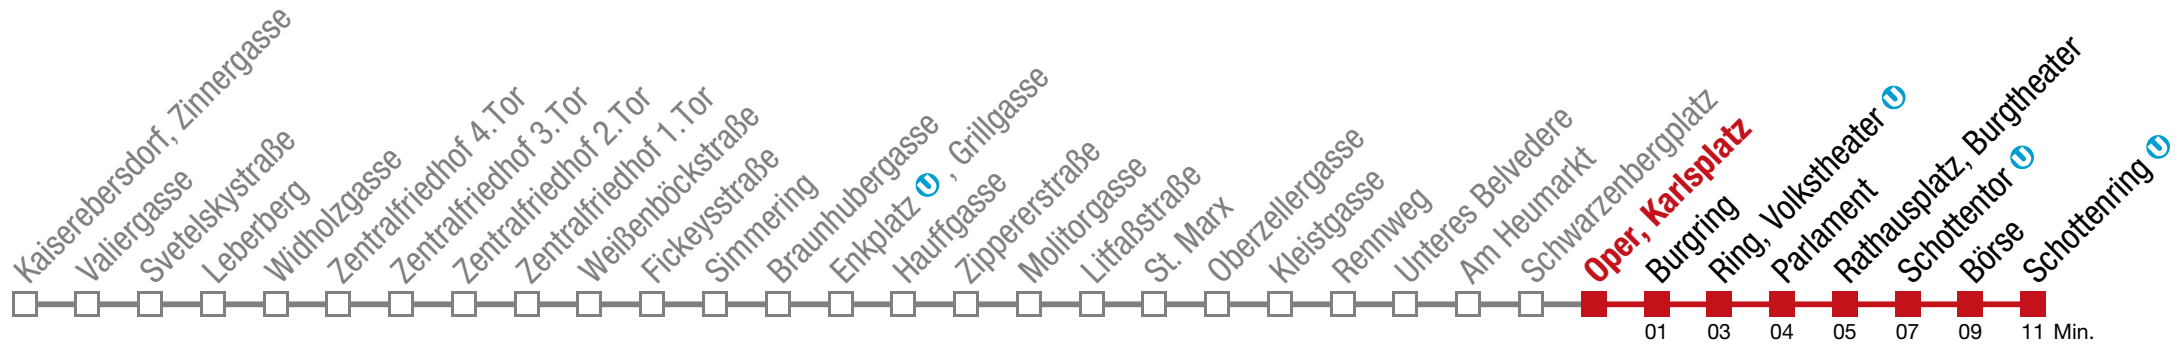 Kaiserebersdorf, Zinnergasse
Valiergasse
Svetelskystraße
Leberberg
Widholzgasse
Zentralfriedhof 4.Tor
Zentralfriedhof 3.Tor
Zentralfriedhof 2.Tor
Zentralfriedhof 1.Tor
Weißenböckstraße
Fickeysstraße
Simmering
Braunhubergasse
Enkplatz U, Grillgasse
Hauffgasse
Zippererstraße
Molitorgasse
Litfaßstraße
St. Marx
Oberzellergasse
Kleistgasse
Rennweg
Unteres Belvedere
Am Heumarkt
Schwarzenbergplatz
Oper, Karlsplatz
Burgring
Ring, Volkstheater U
Parlament
Rathausplatz, Burgtheater
Schottentor U
Börse
Schottenring U
01 03 04 05 07 09 11 Min.